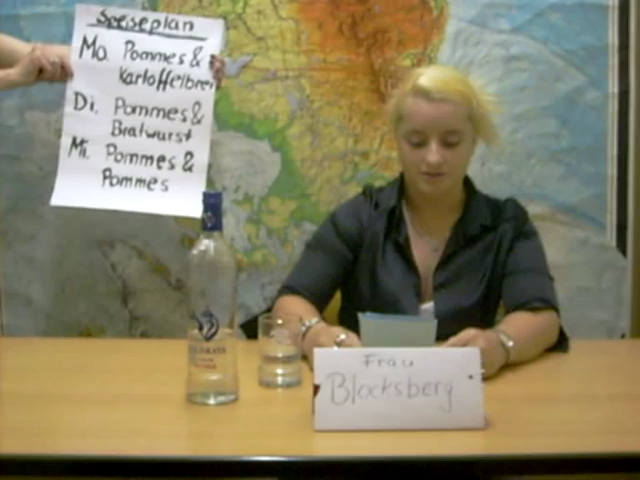 Speiseplan
Mo. Pommes &
Kartoffelbrei
Di. Pommes &
Bratwurst
Mi. Pommes &
Pommes
Frau
Blocksberg